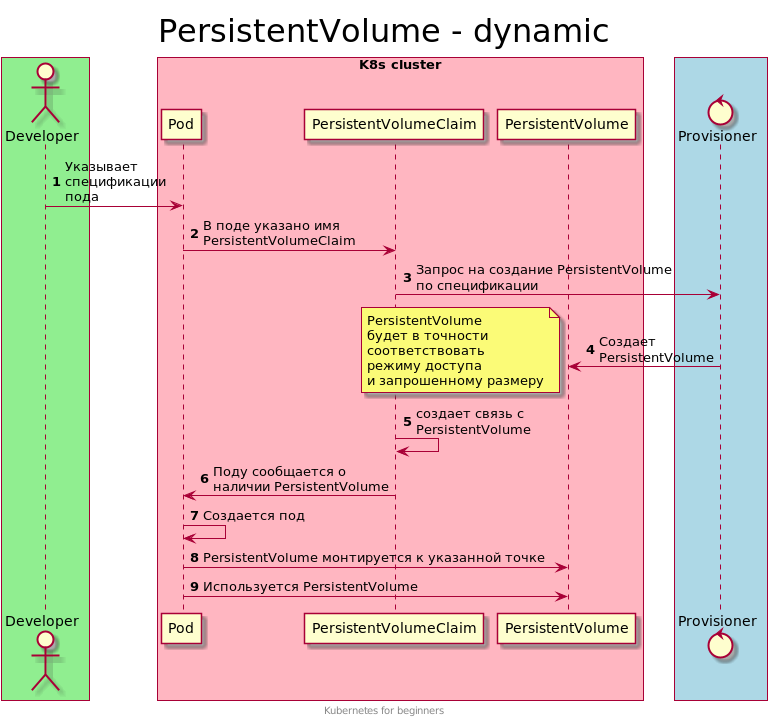 PersistentVolume - dynamic
K8s cluster
Developer
Pod
PersistentVolumeClaim
PersistentVolume
Provisioner
1 Указывает
спецификации
пода
2 В поде указано имя
PersistentVolumeClaim
3 Запрос на создание PersistentVolume
по спецификации
PersistentVolume
будет в точности
соответствовать
режиму доступа
и запрошенному размеру
4 Создает
PersistentVolume
5 создает связь с
PersistentVolume
6 Поду сообщается о
наличии PersistentVolume
7 Создается под
8 PersistentVolume монтируется к указанной точке
9 Используется PersistentVolume
Developer
Pod
PersistentVolumeClaim
PersistentVolume
Provisioner
Kubernetes for beginners